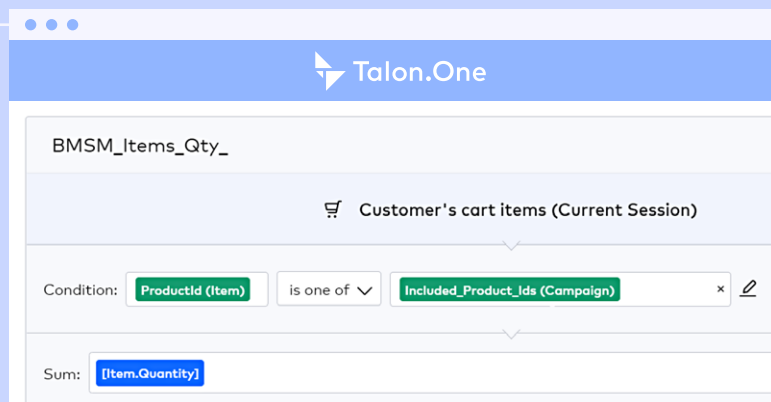 Talon.One
BMSM_Items_Qty_
Customer's cart items (Current Session)
Condition: ProductId (Item) is one of Included_Product_Ids (Campaign) ×
Sum: [Item.Quantity]